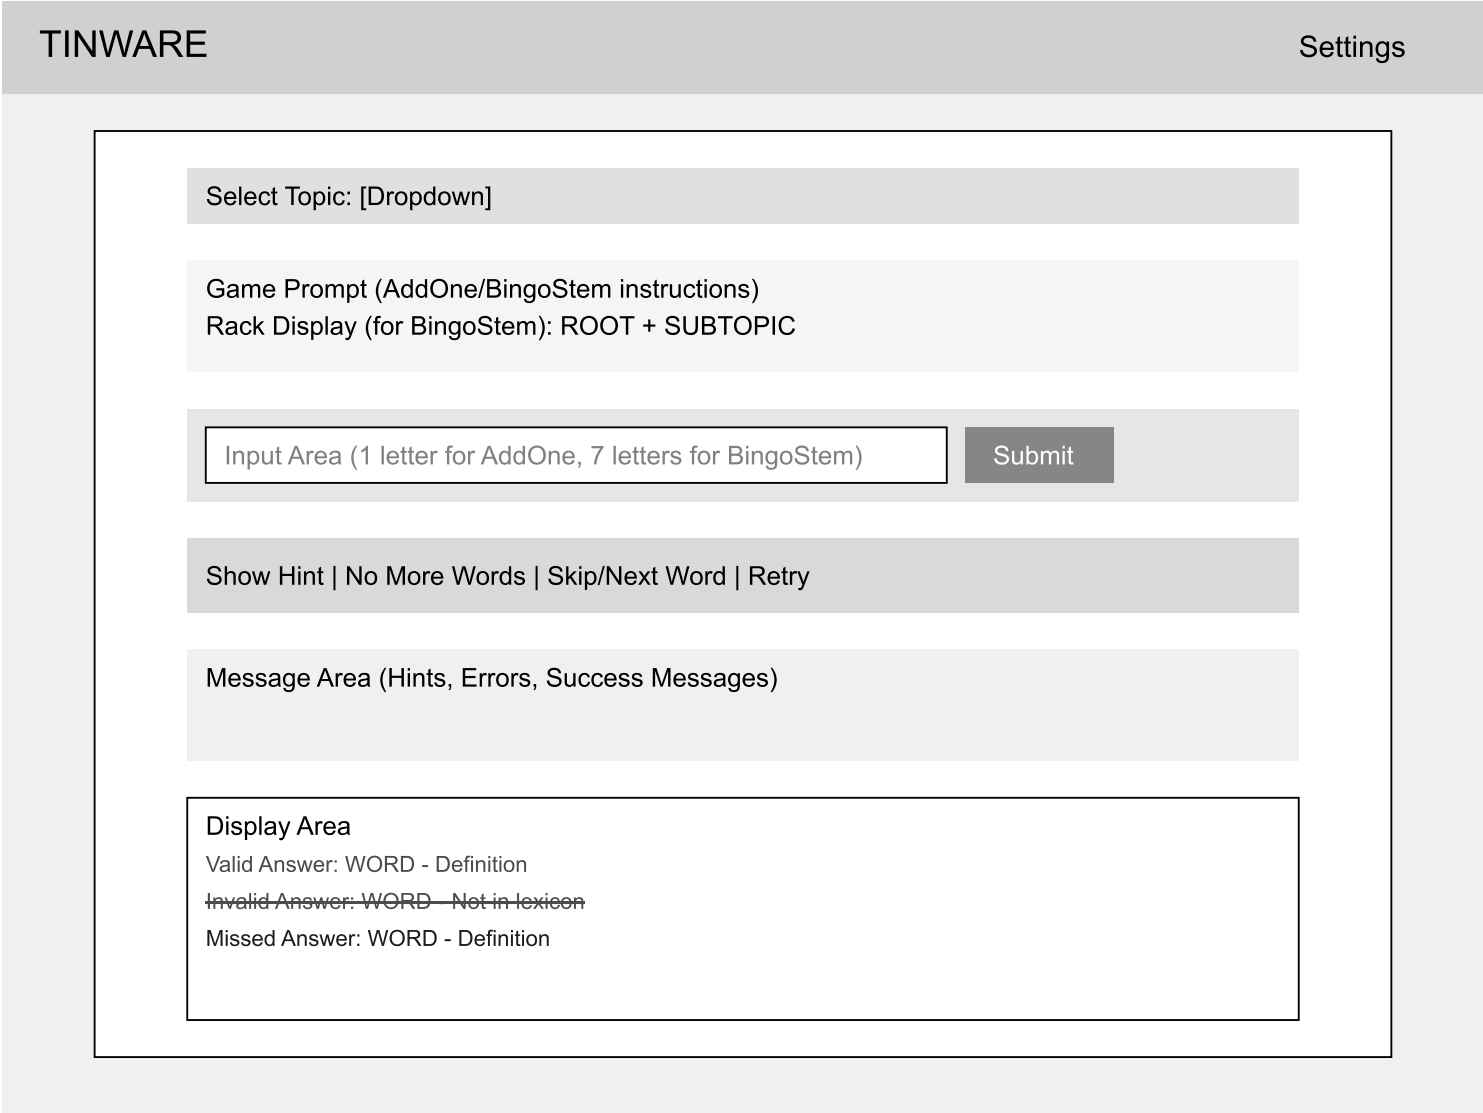 TINWARE
Settings
Select Topic: [Dropdown]
Game Prompt (AddOne/BingoStem instructions)
Rack Display (for BingoStem): ROOT + SUBTOPIC
Input Area (1 letter for AddOne, 7 letters for BingoStem)
Submit
Show Hint | No More Words | Skip/Next Word | Retry
Message Area (Hints, Errors, Success Messages)
Display Area
Valid Answer: WORD - Definition
Invalid Answer: WORD - Not in lexicon
Missed Answer: WORD - Definition